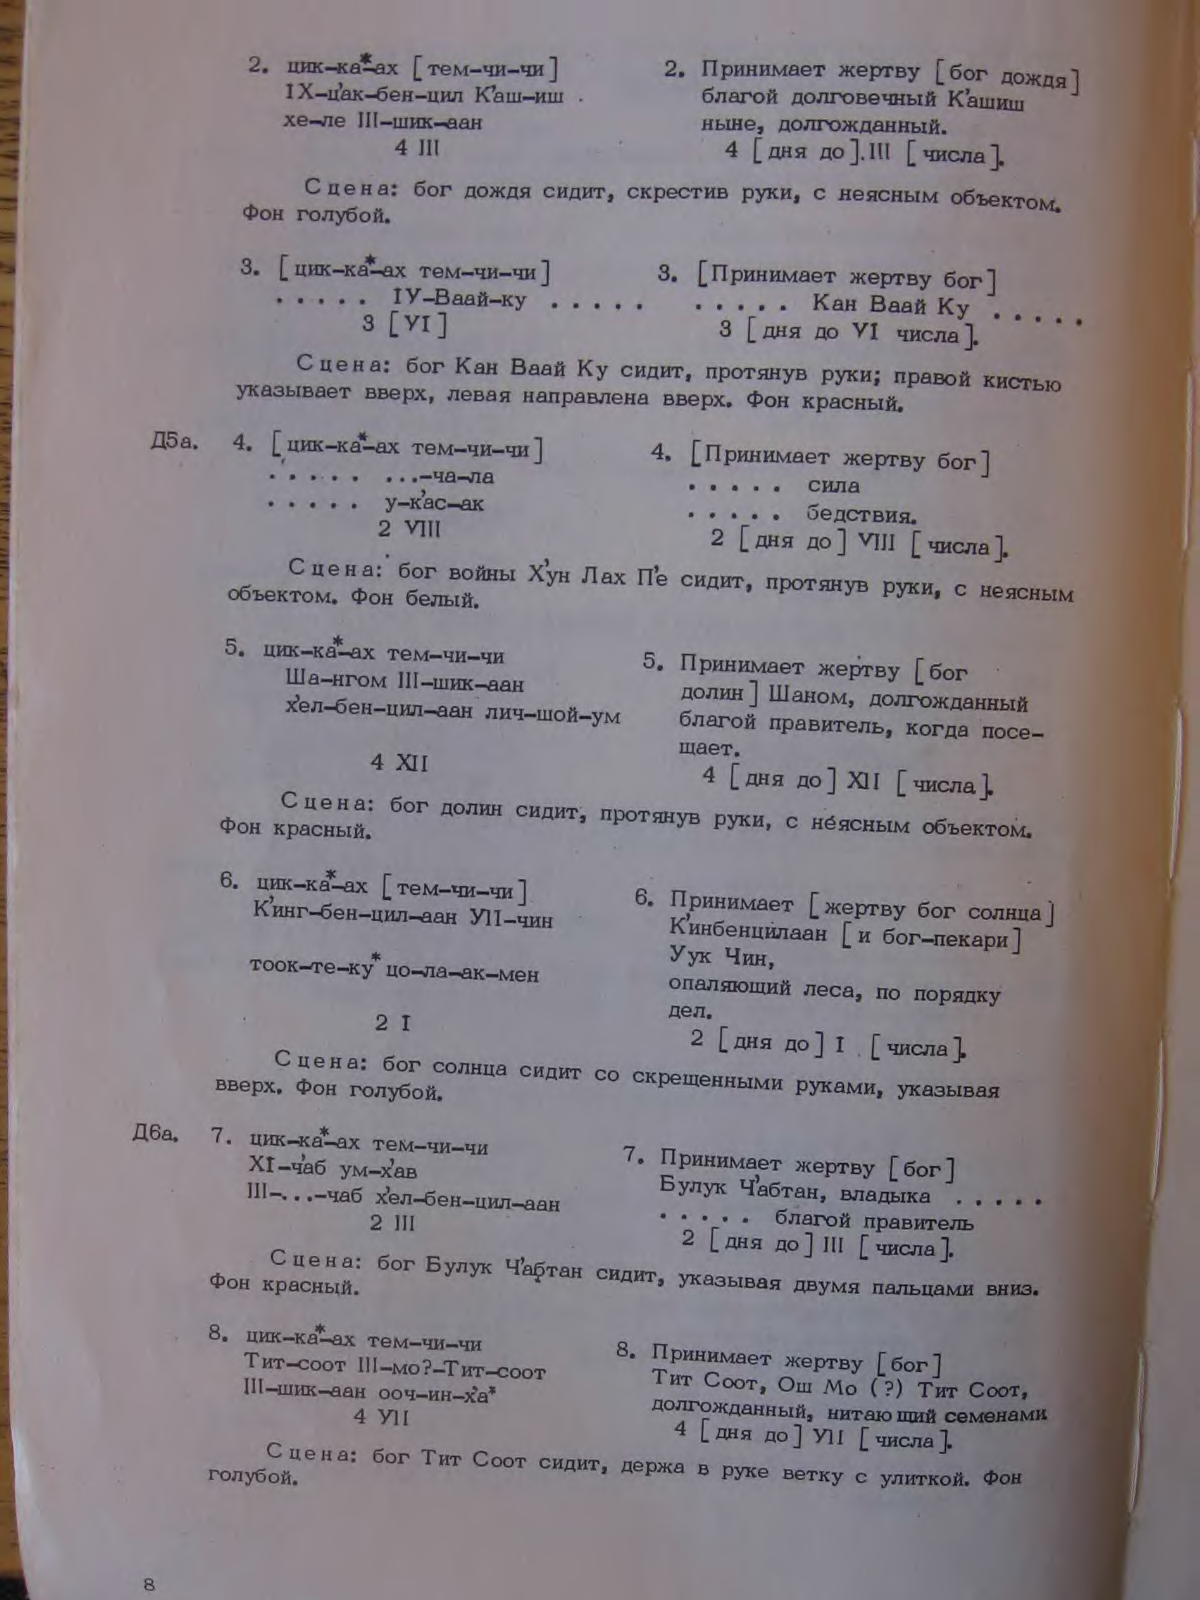 2. цик-ка*-ах [тем-чи-чи]
IX-ц'ак-бен-цил К'аш-иш
хе-ле III-шик-аан
4 III
2. Принимает жертву [бог дождя]
благой долговечный К'ашиш
ныне, долгожданный.
4 [дня до].III [числа].
Сцена: бог дождя сидит, скрестив руки, с неясным объектом.
Фон голубой.
3. [цик-ка*-ах тем-чи-чи]
. . . . . IУ-Ваай-ку . . . . .
3 [УI]
3. [Принимает жертву бог]
. . . . . Кан Ваай Ку . . . . .
3 [дня до УI числа].
Сцена: бог Кан Ваай Ку сидит, протянув руки; правой кистью
указывает вверх, левая направлена вверх. Фон красный.
Д5а.
4. [цик-ка*-ах тем-чи-чи]
. . . . . ...-ча-ла
. . . . . у-к'ас-ак
2 УIII
4. [Принимает жертву бог]
. . . . . сила
. . . . . бедствия.
2 [дня до] УIII [числа].
Сцена: бог войны Х'ун Лах П'е сидит, протянув руки, с неясным
объектом. Фон белый.
5. цик-ка*-ах тем-чи-чи
Ша-нгом III-шик-аан
х'ел-бен-цил-аан лич-шой-ум
4 XII
5. Принимает жертву [бог
долин] Шаном, долгожданный
благой правитель, когда посе-
щает.
4 [дня до] XII [числа].
Сцена: бог долин сидит, протянув руки, с неясным объектом.
Фон красный.
6. цик-ка*-ах [тем-чи-чи]
К'инг-бен-цил-аан УII-чин
тоок-те-ку* цо-ла-ак-мен
2 I
6. Принимает [жертву бог солнца]
К'инбенцилаан [и бог-пекари]
Уук Чин,
опаляющий леса, по порядку
дел.
2 [дня до] I [числа].
Сцена: бог солнца сидит со скрещенными руками, указывая
вверх. Фон голубой.
Д6а.
7. цик-ка*-ах тем-чи-чи
XI-ч'аб ум-х'ав
III-...-чаб х'ел-бен-цил-аан
2 III
7. Принимает жертву [бог]
Булук Ч'абтан, владыка . . . . .
. . . . . благой правитель
2 [дня до] III [числа].
Сцена: бог Булук Ч'абтан сидит, указывая двумя пальцами вниз.
Фон красный.
8. цик-ка*-ах тем-чи-чи
Тит-соот III-мо?-Тит-соот
III-шик-аан ооч-ин-х'а*
4 УII
8. Принимает жертву [бог]
Тит Соот, Ош Мо (?) Тит Соот,
долгожданный, питающий семенами
4 [дня до] УII [числа].
Сцена: бог Тит Соот сидит, держа в руке ветку с улиткой. Фон
голубой.
8